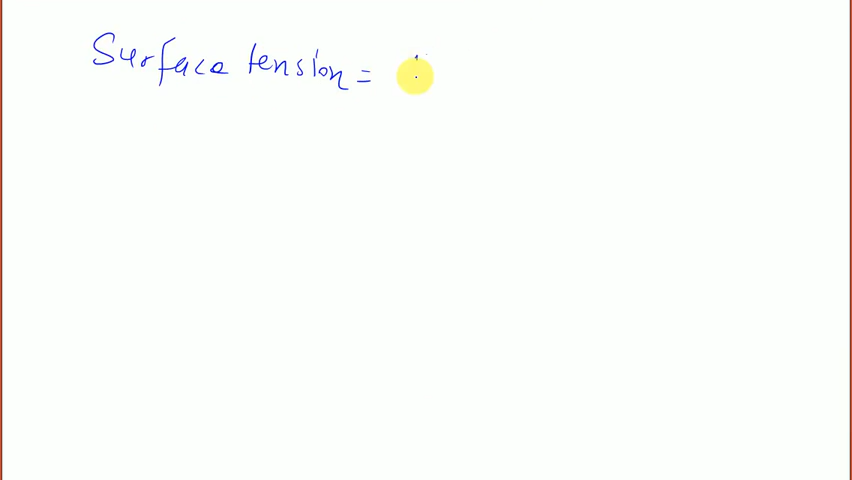 Surface tension =